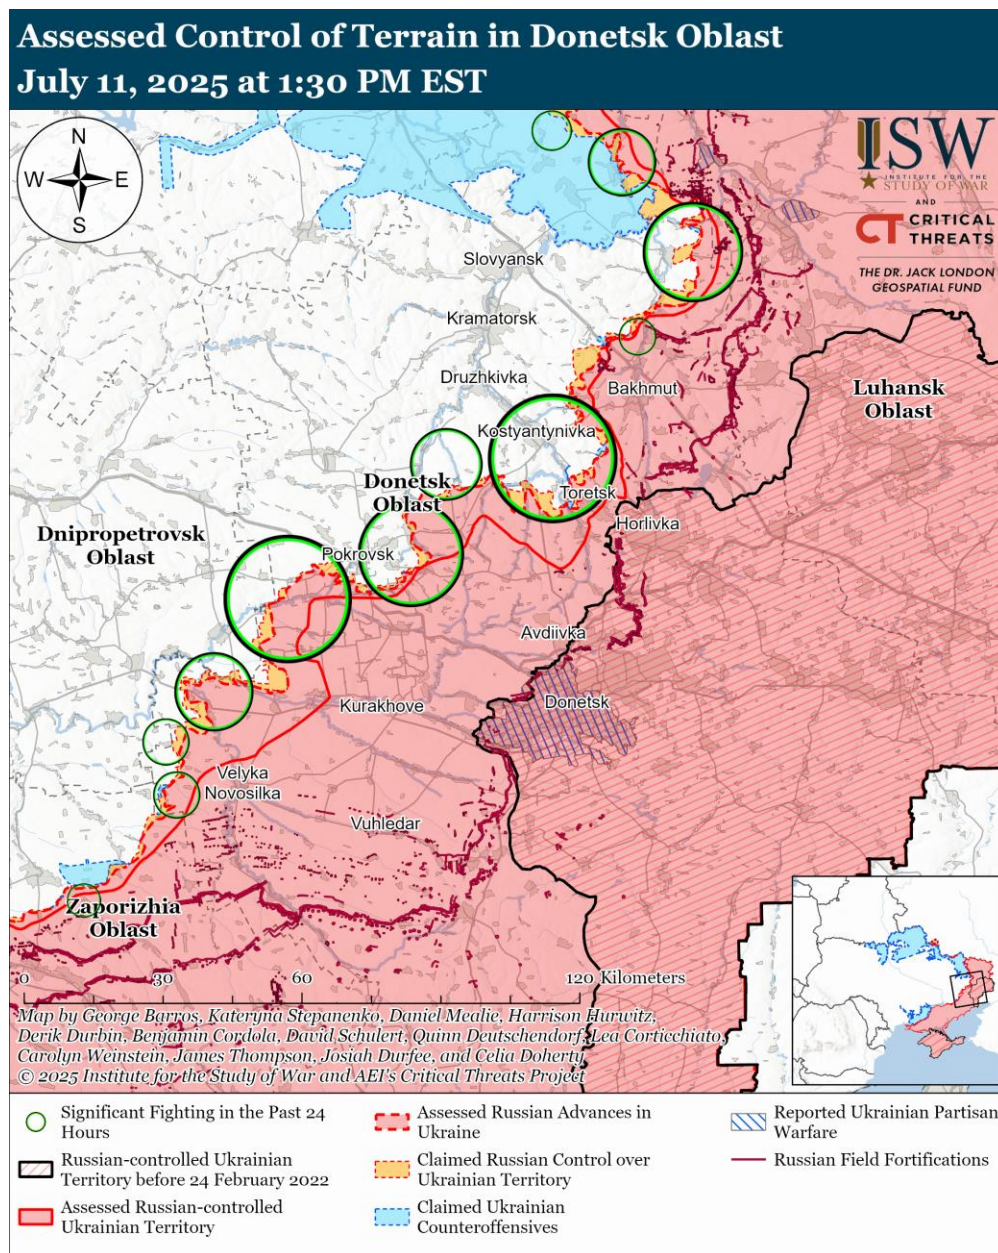 Assessed Control of Terrain in Donetsk Oblast
July 11, 2025 at 1:30 PM EST
N
W E
S
ISW
INSTITUTE FOR THE
STUDY OF WAR
AND
CT CRITICAL
THREATS
THE DR. JACK LONDON
GEOSPATIAL FUND
Slovyansk
Kramatorsk
Druzhkivka
Bakhmut
Luhansk
Oblast
Kostyantynivka
Donetsk
Oblast
Toretsk
Horlivka
Dnipropetrovsk
Oblast
Pokrovsk
Avdiivka
Kurakhove
Donetsk
Velyka
Novosilka
Vuhledar
Zaporizhia
Oblast
0 30 60 120 Kilometers
Map by George Barros, Kateryna Stepanenko, Daniel Mealie, Harrison Hurwitz,
Derik Durbin, Benjamin Cordola, David Schulert, Quinn Deutschendorf, Lea Corticchiato,
Carolyn Weinstein, James Thompson, Josiah Durfee, and Celia Doherty
© 2025 Institute for the Study of War and AEI's Critical Threats Project
Significant Fighting in the Past 24
Hours
Russian-controlled Ukrainian
Territory before 24 February 2022
Assessed Russian-controlled
Ukrainian Territory
Assessed Russian Advances in
Ukraine
Claimed Russian Control over
Ukrainian Territory
Claimed Ukrainian
Counteroffensives
Reported Ukrainian Partisan
Warfare
Russian Field Fortifications